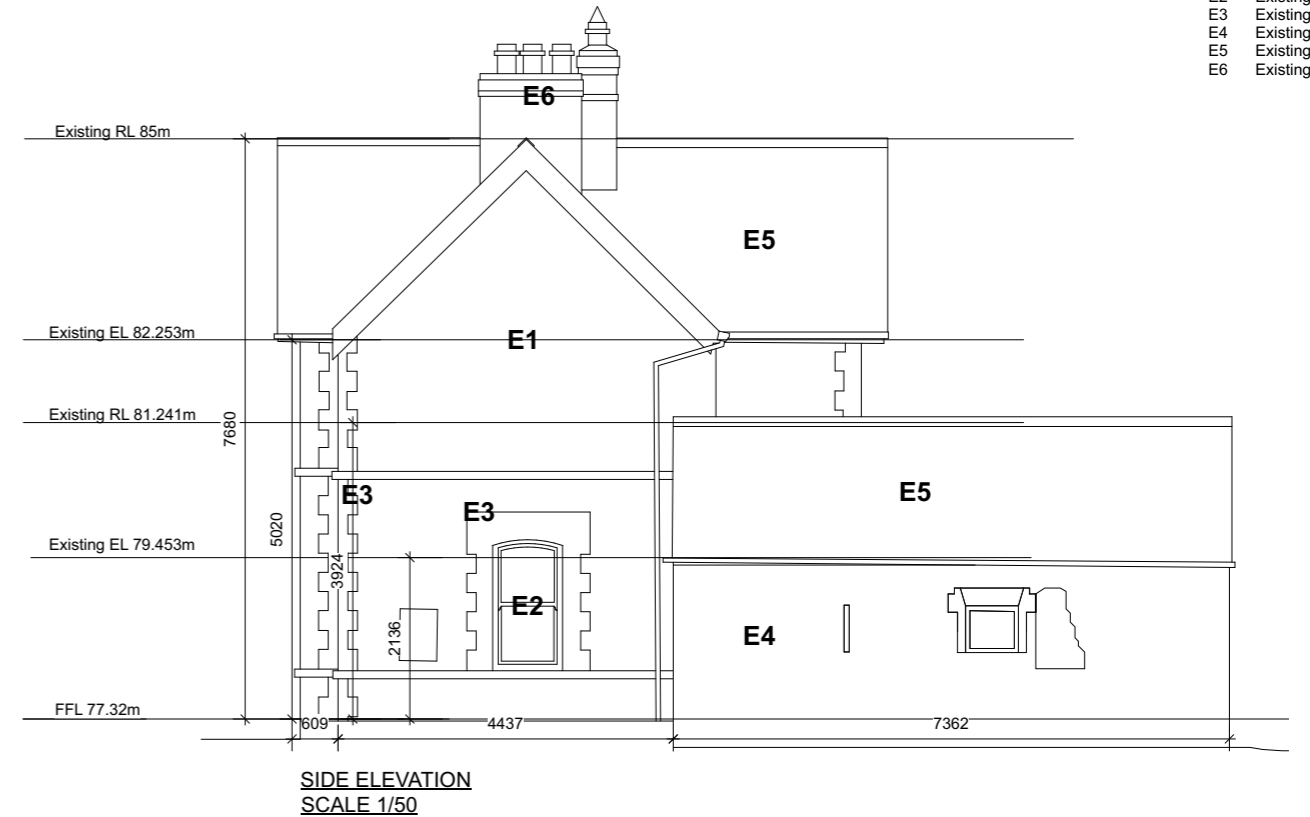 E2 Existing
E3 Existing
E4 Existing
E5 Existing
E6 Existing
E6
Existing RL 85m
E5
Existing EL 82.253m
E1
Existing RL 81.241m
7680
E3
E3
E5
5020
Existing EL 79.453m
3924
E2
2136
E4
FFL 77.32m
609
4437
7362
SIDE ELEVATION
SCALE 1/50